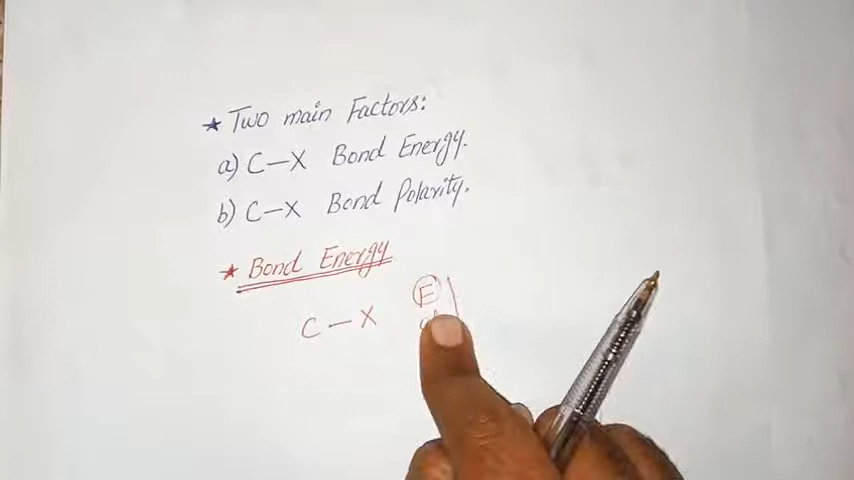 ★ Two main Factors:
a) C—X Bond Energy.
b) C—X Bond Polarity.
★ Bond Energy
C—X
F